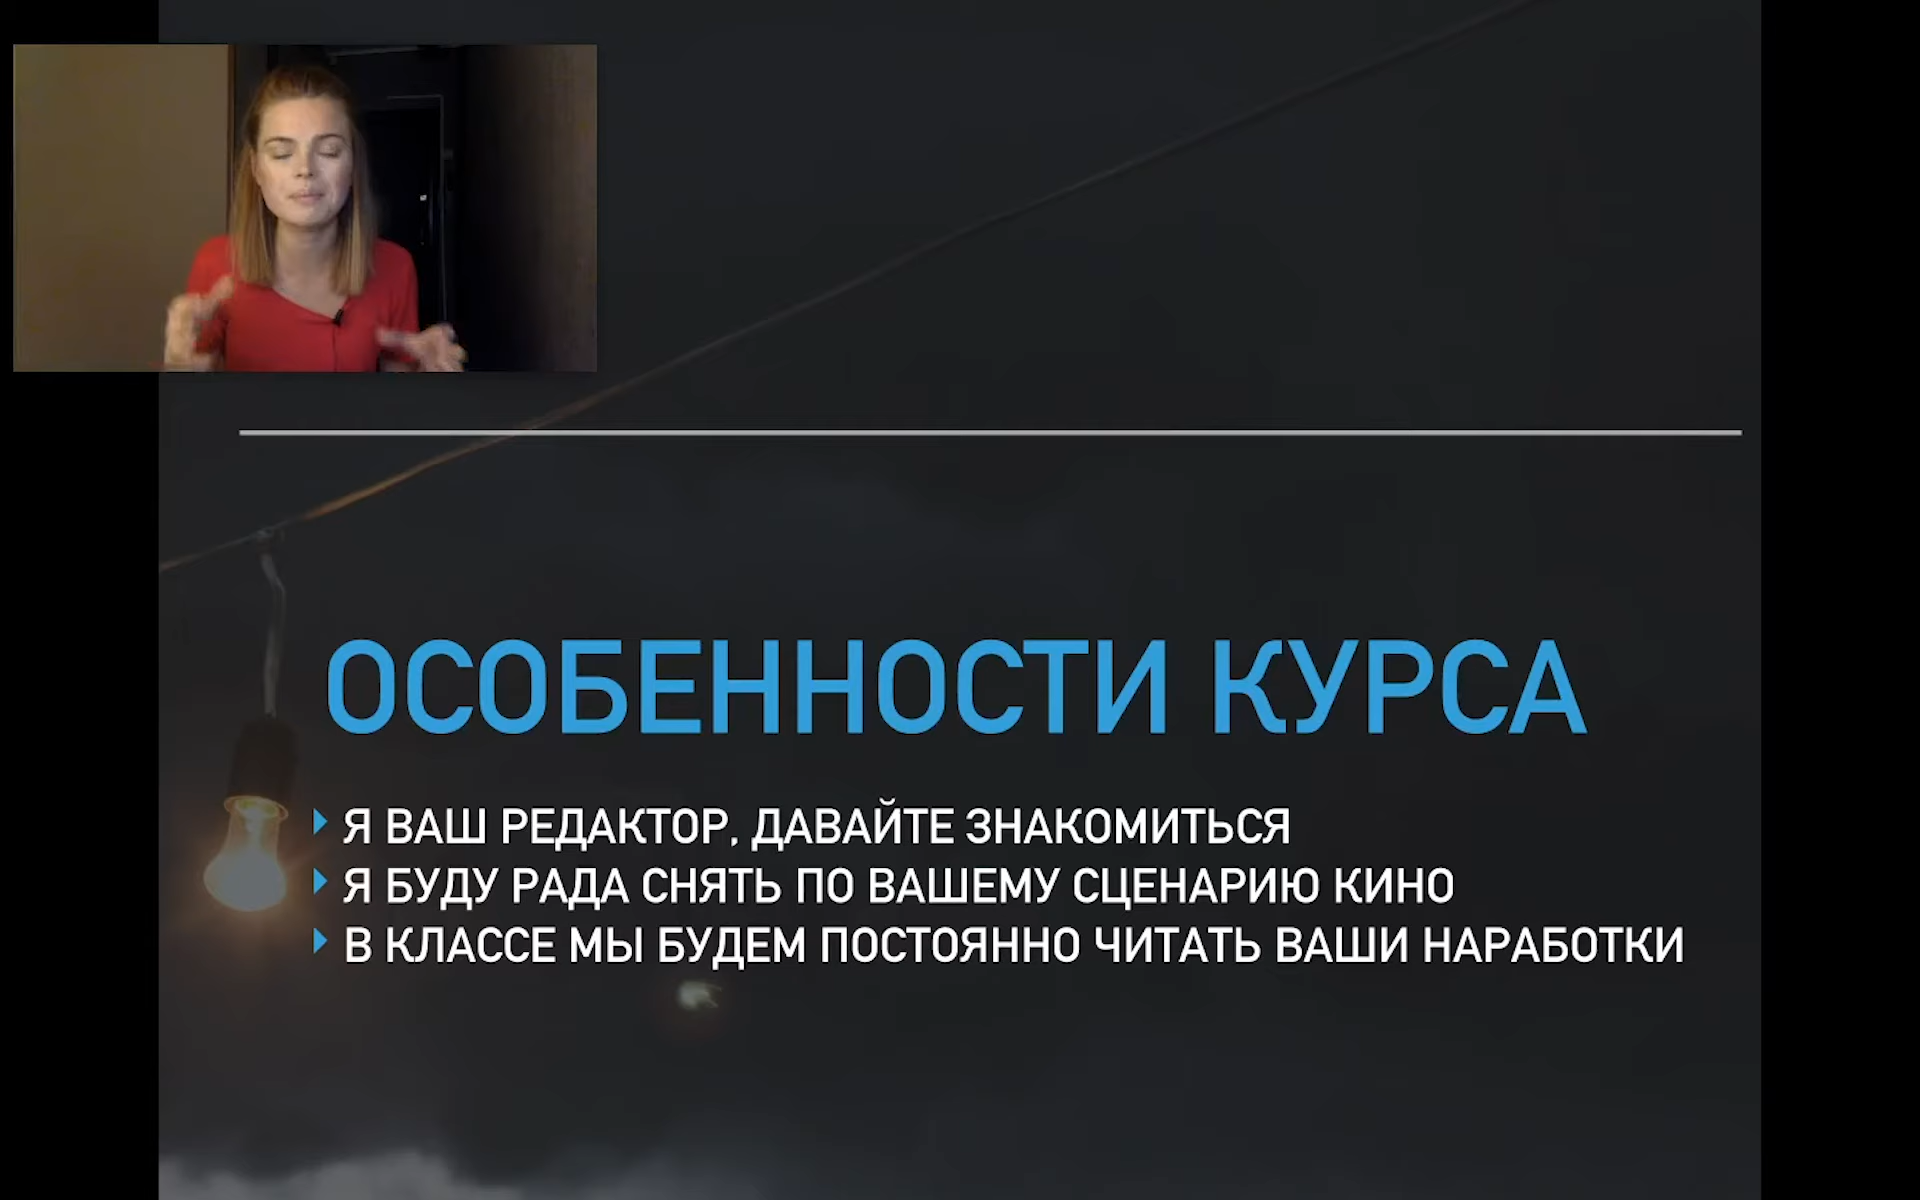 ОСОБЕННОСТИ КУРСА
Я ВАШ РЕДАКТОР, ДАВАЙТЕ ЗНАКОМИТЬСЯ
Я БУДУ РАДА СНЯТЬ ПО ВАШЕМУ СЦЕНАРИЮ КИНО
В КЛАССЕ МЫ БУДЕМ ПОСТОЯННО ЧИТАТЬ ВАШИ НАРАБОТКИ